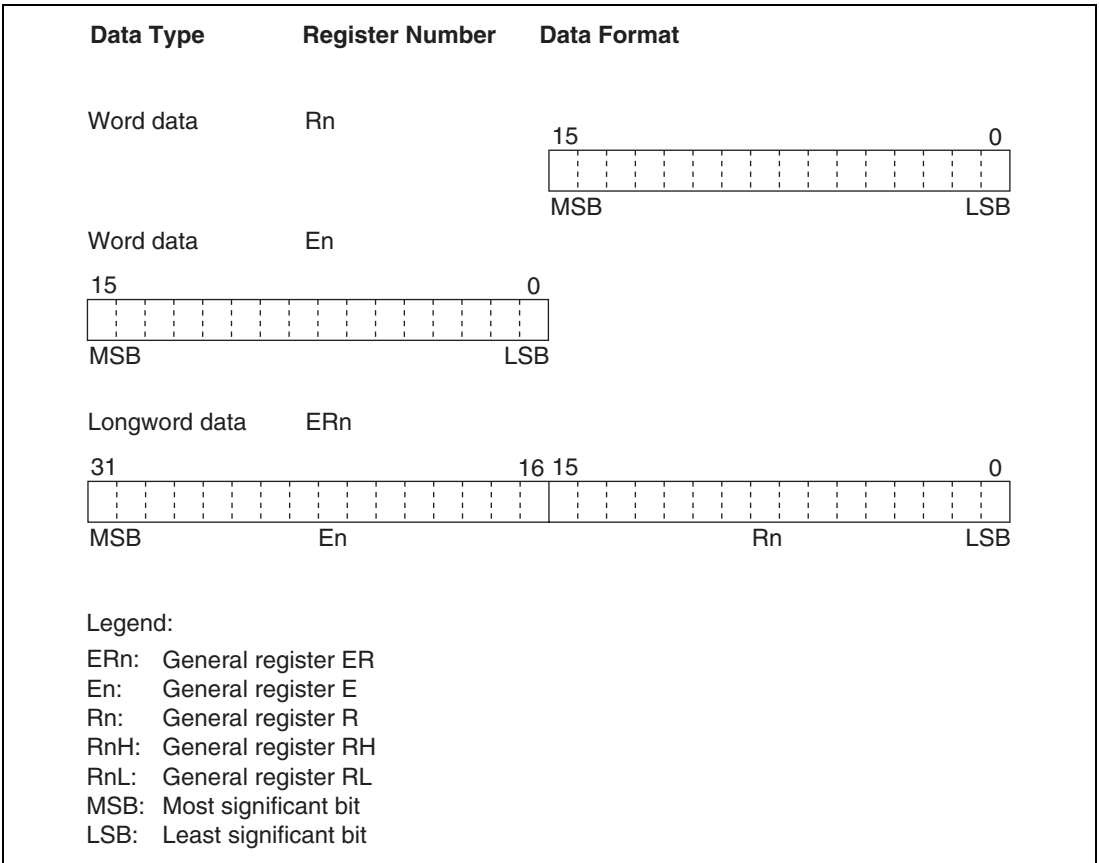 Data Type Register Number Data Format
Word data Rn
15 0
MSB LSB
Word data En
15 0
MSB LSB
Longword data ERn
31 16 15 0
MSB En Rn LSB
Legend:
ERn: General register ER
En: General register E
Rn: General register R
RnH: General register RH
RnL: General register RL
MSB: Most significant bit
LSB: Least significant bit